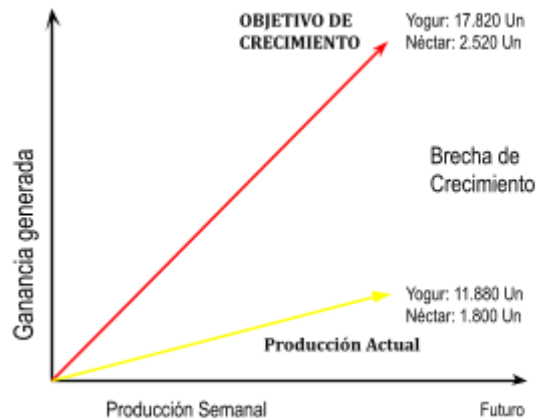 OBJETIVO DE
CRECIMIENTO
Yogur: 17.820 Un
Néctar: 2.520 Un
Brecha de
Crecimiento
Ganancia generada
Yogur: 11.880 Un
Néctar: 1.800 Un
Producción Actual
Producción Semanal
Futuro